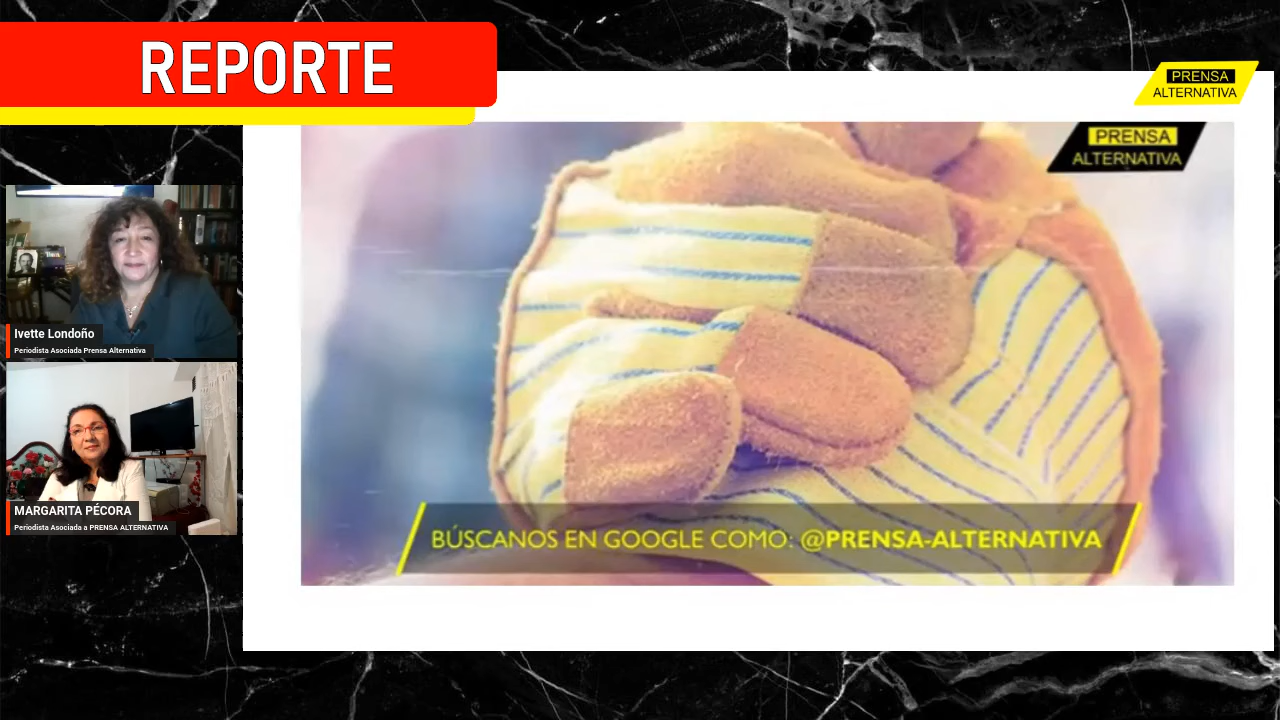 REPORTE
PRENSA
ALTERNATIVA
PRENSA
ALTERNATIVA
Ivette Londoño
Periodista Asociada Prensa Alternativa
MARGARITA PÉCORA
Periodista Asociada a PRENSA ALTERNATIVA
BÚSCANOS EN GOOGLE COMO: @PRENSA-ALTERNATIVA